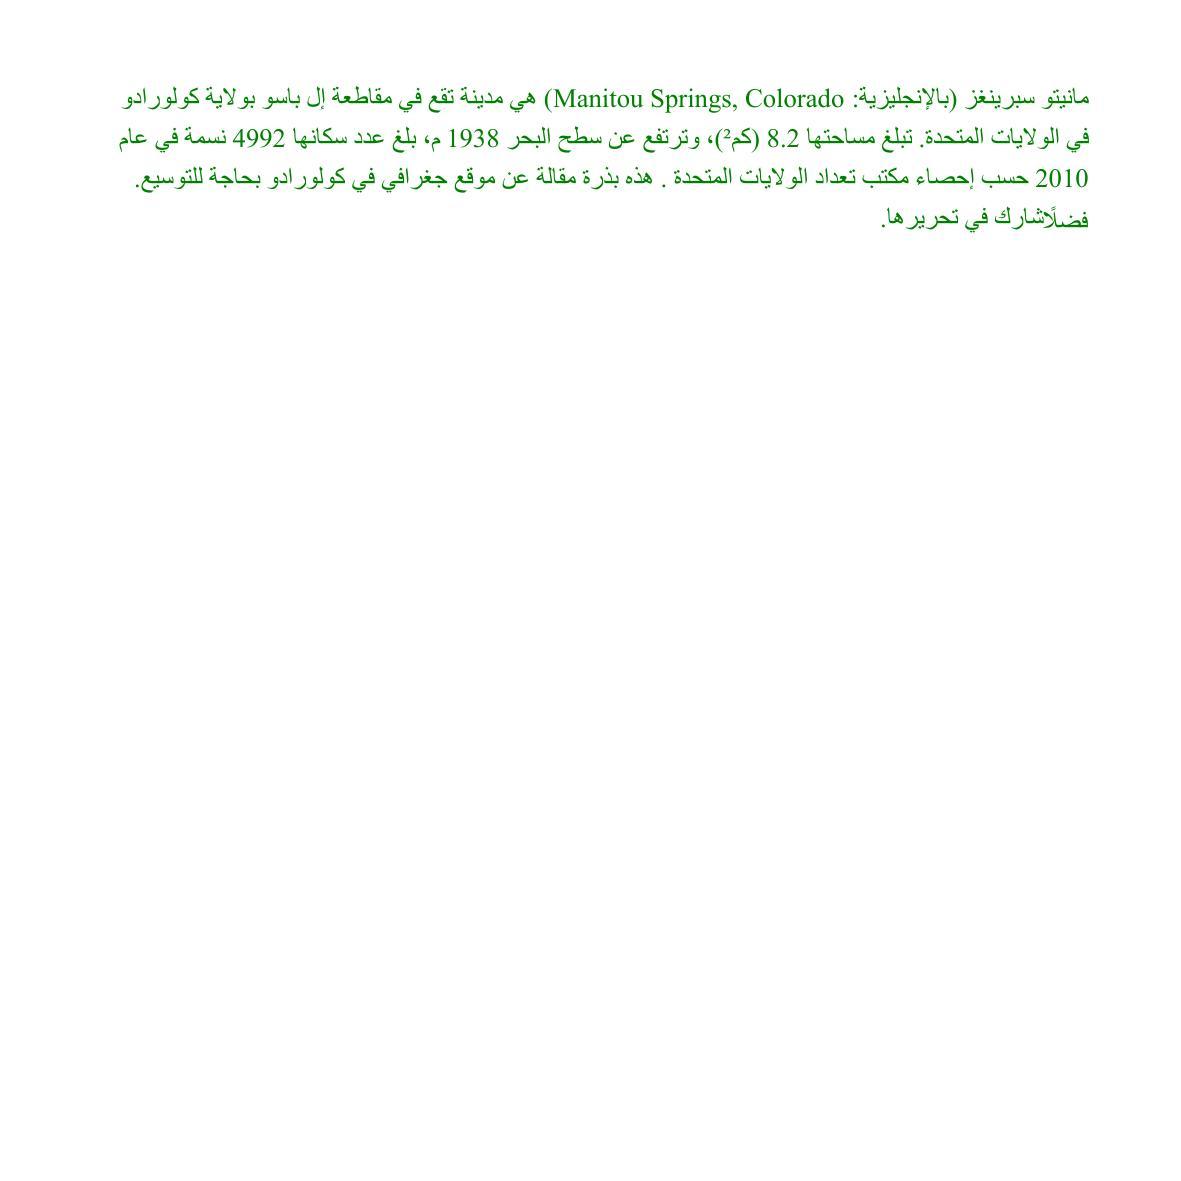 مانيتو سبرينغز (بالإنجليزية: Manitou Springs, Colorado) هي مدينة تقع في مقاطعة إل باسو بولاية كولورادو
في الولايات المتحدة. تبلغ مساحتها 8.2 (كم²)، وترتفع عن سطح البحر 1938 م، بلغ عدد سكانها 4992 نسمة في عام
2010 حسب إحصاء مكتب تعداد الولايات المتحدة . هذه بذرة مقالة عن موقع جغرافي في كولورادو بحاجة للتوسيع.
فضلًاشارك في تحريرها.